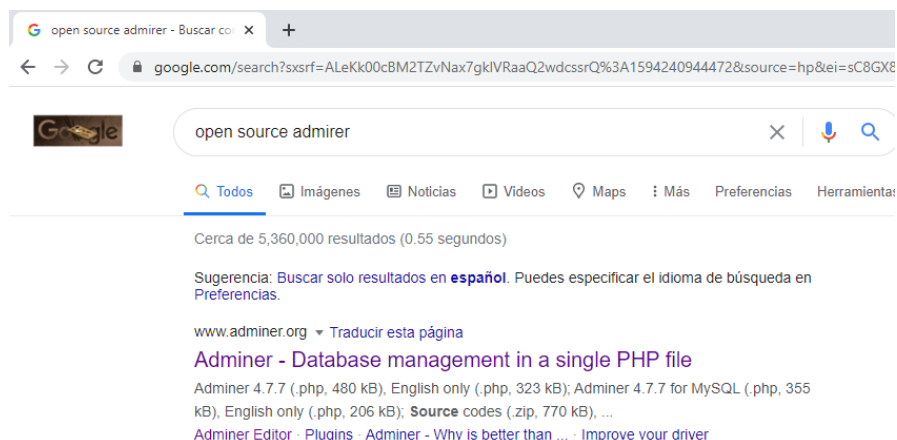 open source admirer - Buscar con
google.com/search?sxsrf=ALeKk00cBM2TZvNax7gklVRaaQ2wdcssrQ%3A1594240944472&source=hp&ei=sC8GX8
Google
open source admirer
Todos Imágenes Noticias Videos Maps Más Preferencias Herramientas
Cerca de 5,360,000 resultados (0.55 segundos)
Sugerencia: Buscar solo resultados en español. Puedes especificar el idioma de búsqueda en
Preferencias.
www.adminer.org Traducir esta página
Adminer - Database management in a single PHP file
Adminer 4.7.7 (.php, 480 kB), English only (.php, 323 kB); Adminer 4.7.7 for MySQL (.php, 355
kB), English only (.php, 206 kB); Source codes (.zip, 770 kB), ...
Adminer Editor · Plugins · Adminer - Why is better than ... · Improve your driver